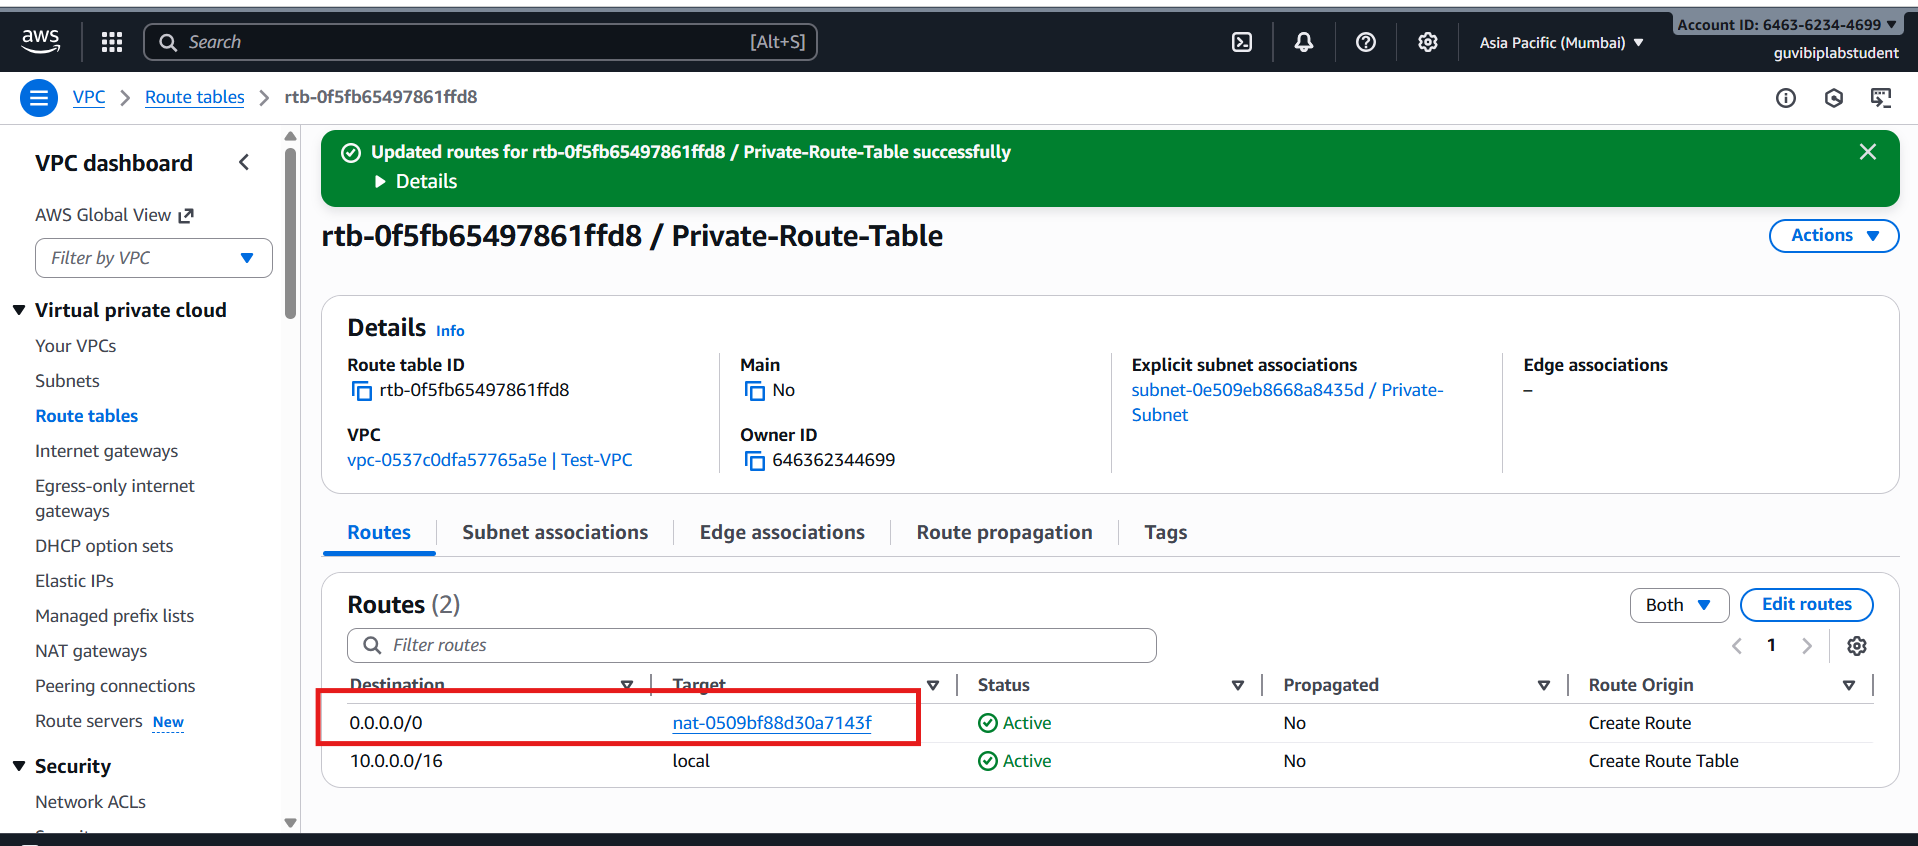 aws
Search
[Alt+S]
Asia Pacific (Mumbai)
Account ID: 6463-6234-4699
guvibiplabstudent
VPC
Route tables
rtb-0f5fb65497861ffd8
VPC dashboard
AWS Global View
Filter by VPC
Virtual private cloud
Your VPCs
Subnets
Route tables
Internet gateways
Egress-only internet
gateways
DHCP option sets
Elastic IPs
Managed prefix lists
NAT gateways
Peering connections
Route servers New
Security
Network ACLs
Updated routes for rtb-0f5fb65497861ffd8 / Private-Route-Table successfully
Details
rtb-0f5fb65497861ffd8 / Private-Route-Table
Actions
Details Info
Route table ID
rtb-0f5fb65497861ffd8
Main
No
Explicit subnet associations
subnet-0e509eb8668a8435d / Private-
Subnet
Edge associations
–
VPC
vpc-0537c0dfa57765a5e | Test-VPC
Owner ID
646362344699
Routes
Subnet associations
Edge associations
Route propagation
Tags
Routes (2)
Both
Edit routes
Filter routes
1
Destination Target Status Propagated Route Origin
0.0.0.0/0 nat-0509bf88d30a7143f Active No Create Route
10.0.0.0/16 local Active No Create Route Table